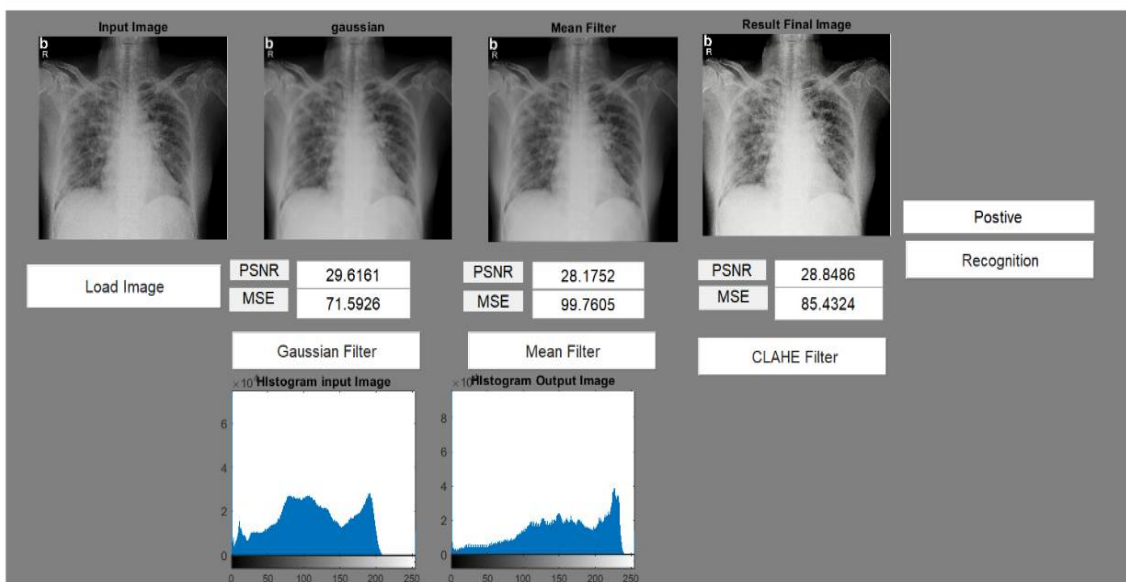 Input Image
gaussian
Mean Filter
Result Final Image
b
R
b
R
b
R
b
R
Postive
Recognition
Load Image
PSNR 29.6161
MSE 71.5926
PSNR 28.1752
MSE 99.7605
PSNR 28.8486
MSE 85.4324
Gaussian Filter
Mean Filter
CLAHE Filter
HIstogram input Image
6
4
2
0
0 50 100 150 200 250
HIstogram Output Image
8
6
4
2
0
0 50 100 150 200 250